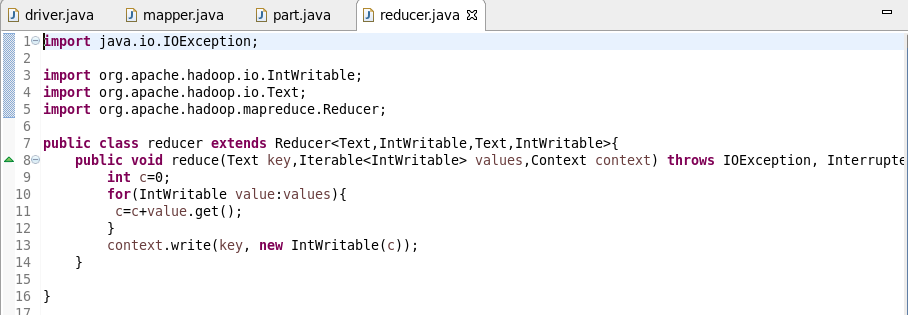 driver.java mapper.java part.java reducer.java
1 import java.io.IOException;
2
3 import org.apache.hadoop.io.IntWritable;
4 import org.apache.hadoop.io.Text;
5 import org.apache.hadoop.mapreduce.Reducer;
6
7 public class reducer extends Reducer<Text,IntWritable,Text,IntWritable>{
8 public void reduce(Text key,Iterable<IntWritable> values,Context context) throws IOException, Interrupte
9 int c=0;
10 for(IntWritable value:values){
11 c=c+value.get();
12 }
13 context.write(key, new IntWritable(c));
14 }
15
16 }
17